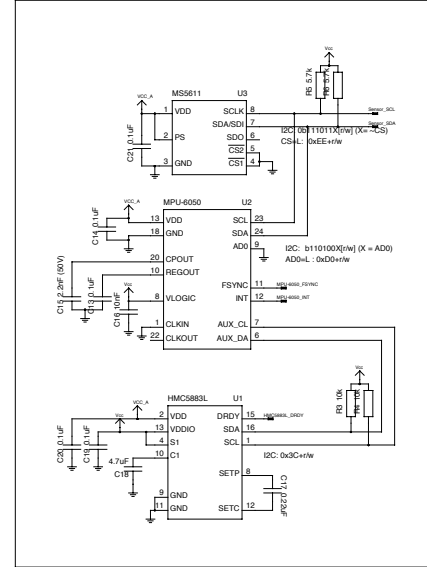 Vcc
R5 5.7k
R6 5.7k
VCC_A
MS5611 U3
1 VDD SCLK 8 Sensor_SCL
SDA/SDI 7 Sensor_SDA
2 PS SDO 6
I2C: 0b111011X[r/w] (X= ~CS)
CS2 5
CS=L: 0xEE+r/w
3 GND CS1 4
C21 0.1uF
MPU-6050 U2
VCC_A
13 VDD SCL 23
18 GND SDA 24
C14 0.1uF
AD0 9
I2C: b110100X[r/w] (X = AD0)
AD0=L : 0xD0+r/w
20 CPOUT
10 REGOUT
C15 2.2nF (50V)
C13 0.1uF
Vcc
FSYNC 11 MPU-6050_FSYNC
8 VLOGIC INT 12 MPU-6050_INT
C16 10nF
1 CLKIN AUX_CL 7
22 CLKOUT AUX_DA 6
Vcc
R3 10k
R4 10k
HMC5883L U1
VCC_A
Vcc
2 VDD DRDY 15 HMC5883L_DRDY
13 VDDIO SDA 16
4 S1 SCL 1
I2C: 0x3C+r/w
C20 0.1uF
C19 0.1uF
10 C1
4.7uF
C18
SETP 8
C17 0.22uF
9 GND
11 GND SETC 12